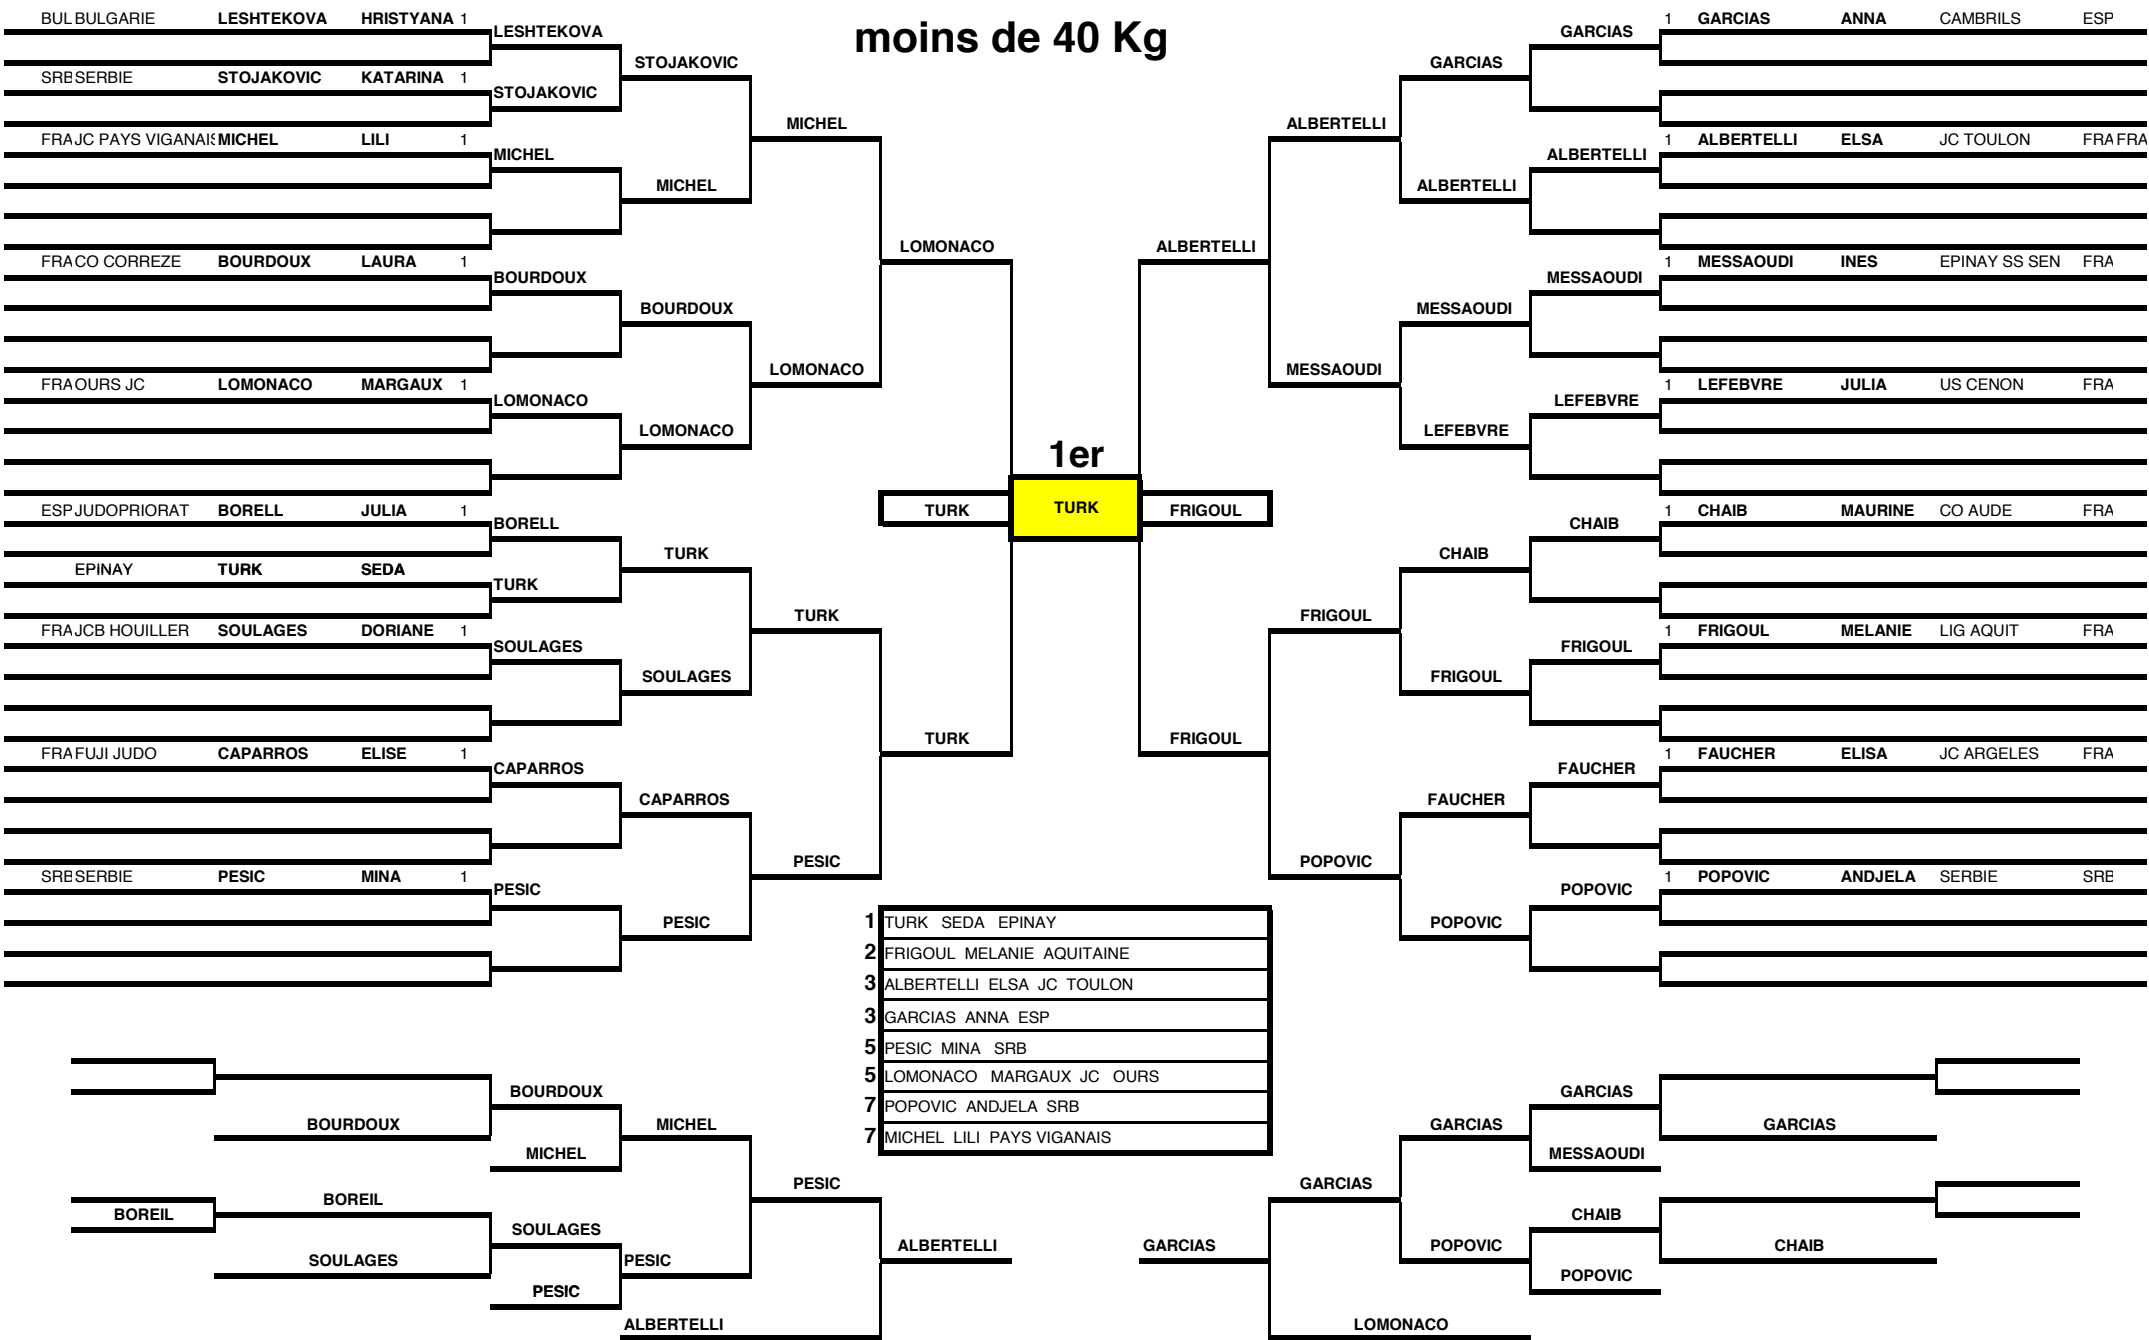 moins de 40 Kg
BUL BULGARIE LESHTEKOVA HRISTYANA 1
SRB SERBIE STOJAKOVIC KATARINA 1
FRA JC PAYS VIGANAIS MICHEL LILI 1
FRA CO CORREZE BOURDOUX LAURA 1
FRA OURS JC LOMONACO MARGAUX 1
ESP JUDOPRIORAT BORELL JULIA 1
EPINAY TURK SEDA
FRA JCB HOUILLER SOULAGES DORIANE 1
FRA FUJI JUDO CAPARROS ELISE 1
SRB SERBIE PESIC MINA 1
LESHTEKOVA
STOJAKOVIC
MICHEL
BOURDOUX
LOMONACO
BORELL
TURK
SOULAGES
CAPARROS
PESIC
STOJAKOVIC
MICHEL
BOURDOUX
LOMONACO
TURK
SOULAGES
CAPARROS
PESIC
MICHEL
LOMONACO
TURK
PESIC
LOMONACO
TURK
1er
TURK TURK FRIGOUL
ALBERTELLI
FRIGOUL
ALBERTELLI
MESSAOUDI
FRIGOUL
POPOVIC
GARCIAS
ALBERTELLI
MESSAOUDI
LEFEBVRE
CHAIB
FRIGOUL
FAUCHER
POPOVIC
GARCIAS
ALBERTELLI
MESSAOUDI
LEFEBVRE
CHAIB
FRIGOUL
FAUCHER
POPOVIC
1 GARCIAS ANNA CAMBRILS ESP
1 ALBERTELLI ELSA JC TOULON FRA FRA
1 MESSAOUDI INES EPINAY SS SEN FRA
1 LEFEBVRE JULIA US CENON FRA
1 CHAIB MAURINE CO AUDE FRA
1 FRIGOUL MELANIE LIG AQUIT FRA
1 FAUCHER ELISA JC ARGELES FRA
1 POPOVIC ANDJELA SERBIE SRB
1 TURK SEDA EPINAY
2 FRIGOUL MELANIE AQUITAINE
3 ALBERTELLI ELSA JC TOULON
3 GARCIAS ANNA ESP
5 PESIC MINA SRB
5 LOMONACO MARGAUX JC OURS
7 POPOVIC ANDJELA SRB
7 MICHEL LILI PAYS VIGANAIS
BOREIL
BOURDOUX
BOREIL
SOULAGES
BOURDOUX
MICHEL
SOULAGES
PESIC
MICHEL
PESIC
ALBERTELLI
PESIC
ALBERTELLI
GARCIAS
GARCIAS
LOMONACO
GARCIAS
POPOVIC
GARCIAS
MESSAOUDI
CHAIB
POPOVIC
GARCIAS
CHAIB